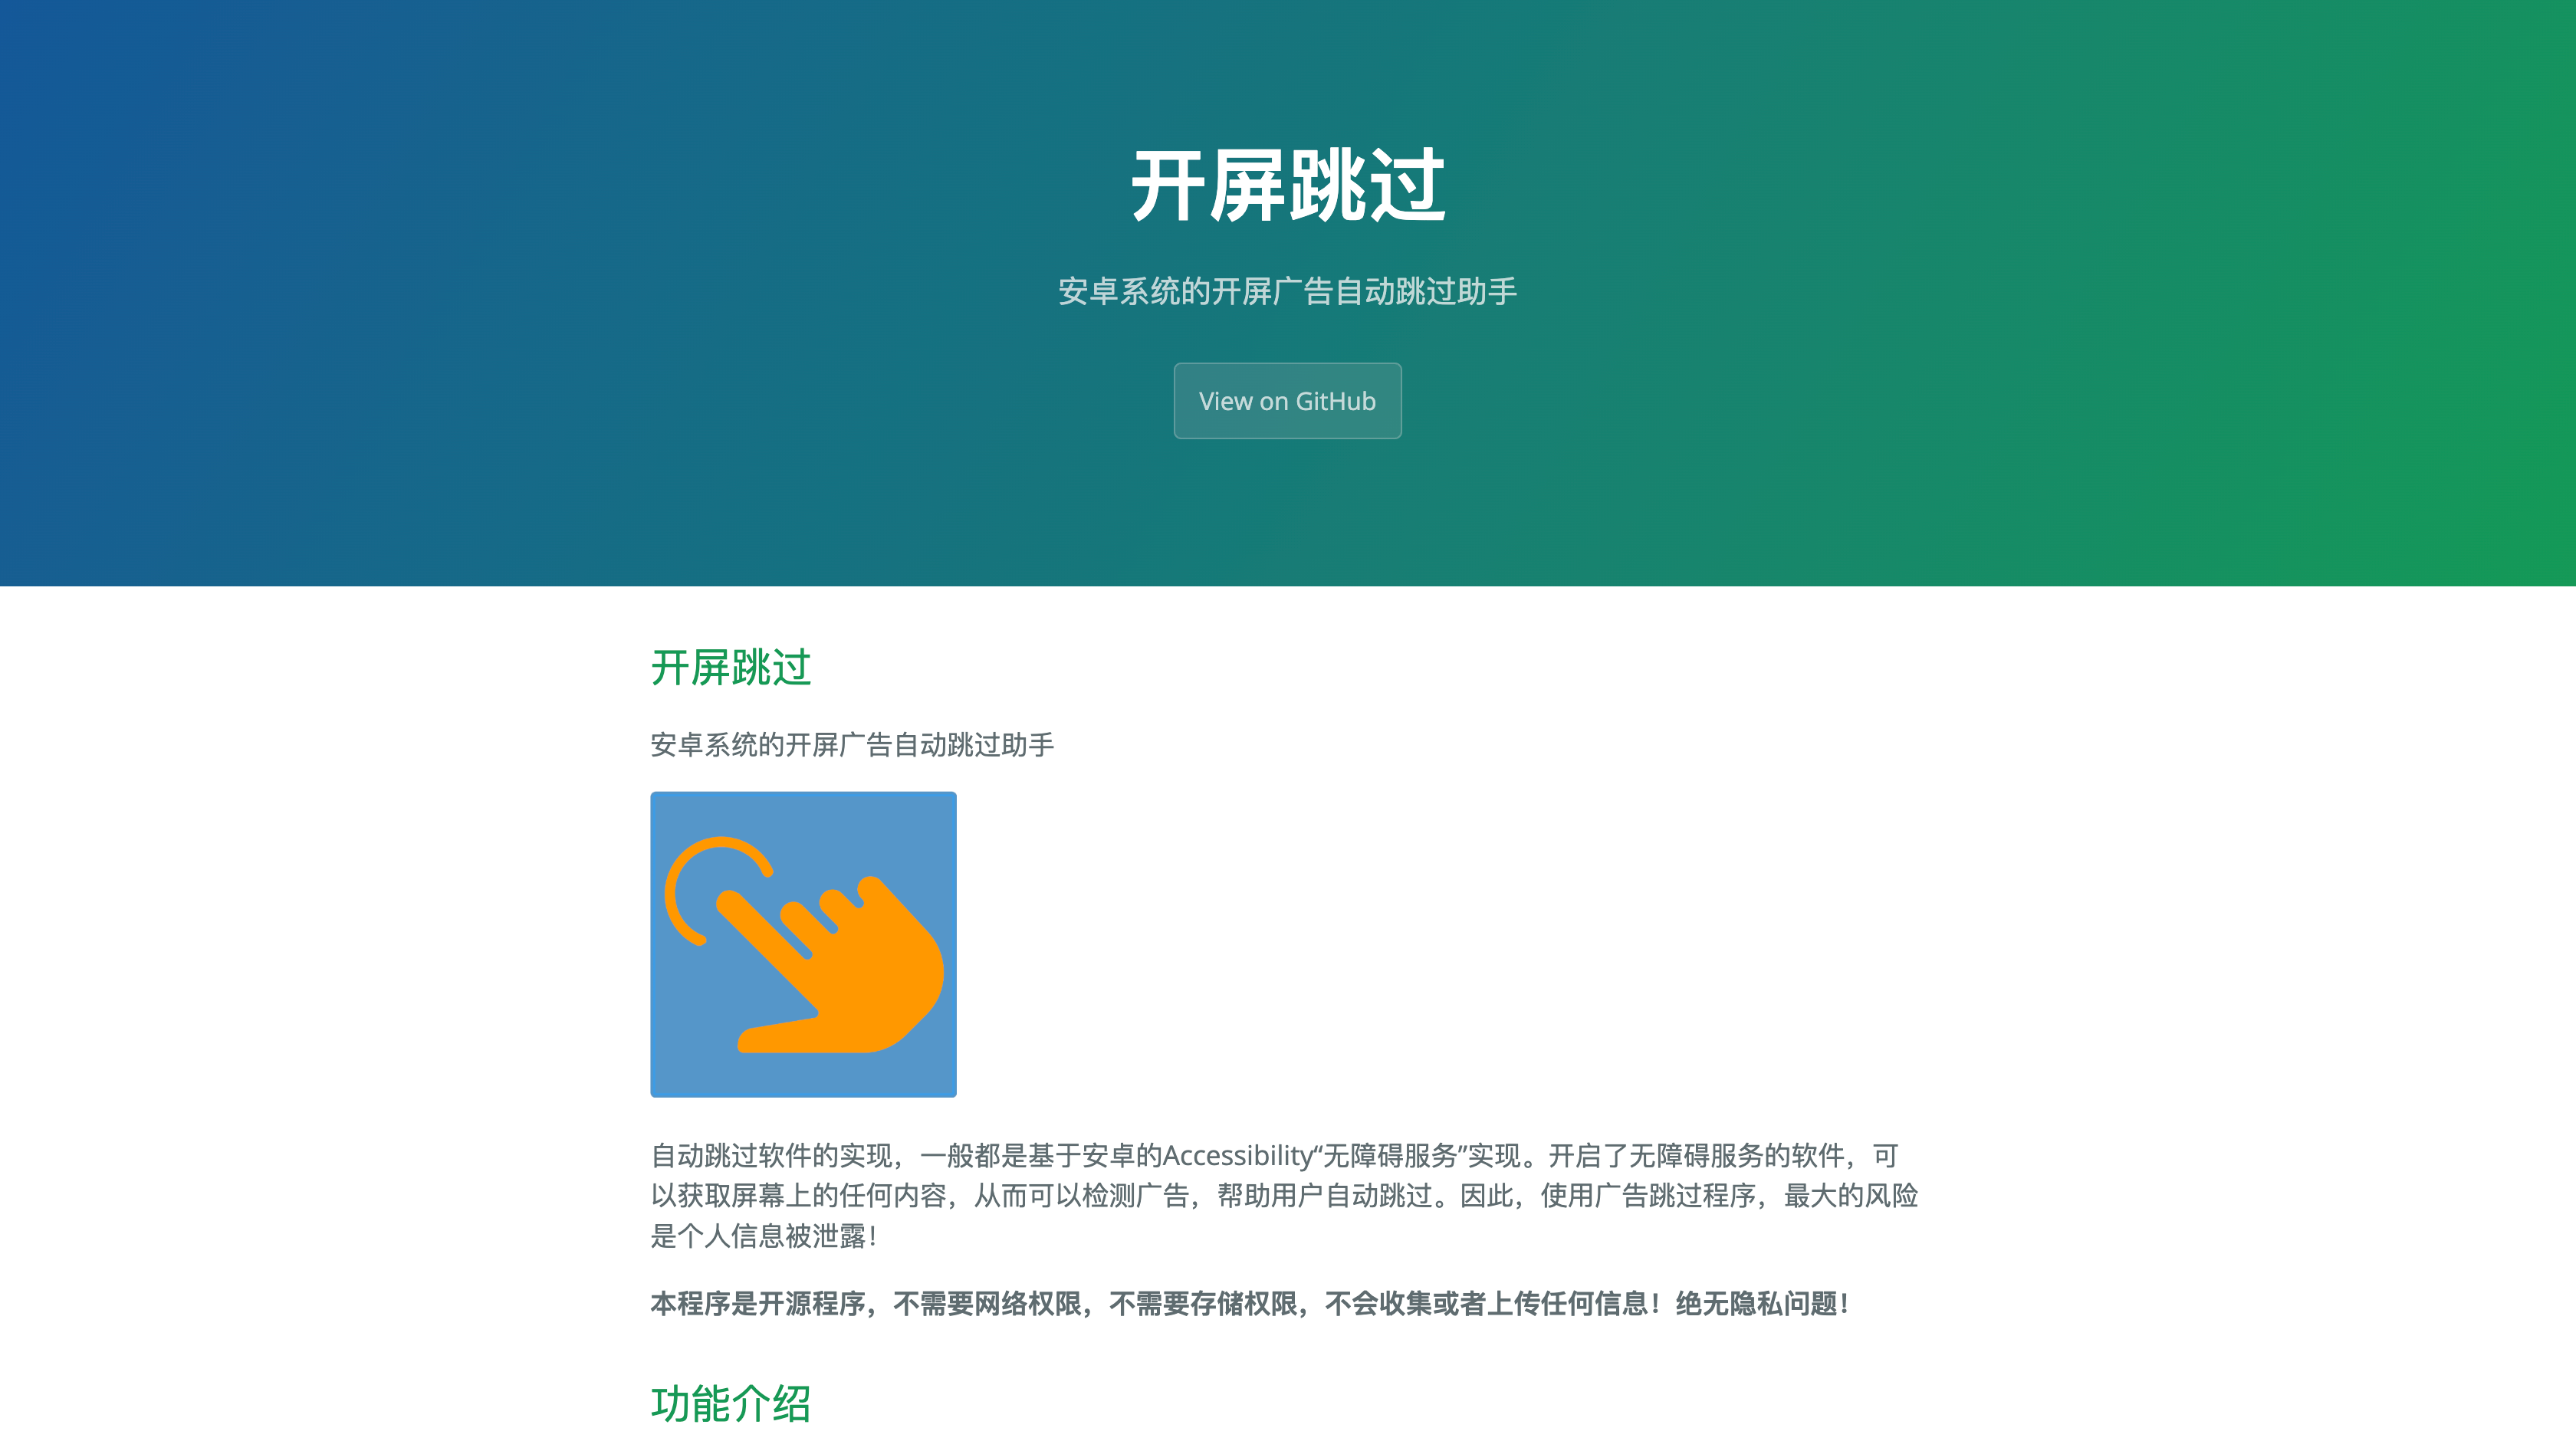 开屏跳过
安卓系统的开屏广告自动跳过助手
View on GitHub
开屏跳过
安卓系统的开屏广告自动跳过助手
自动跳过软件的实现，一般都是基于安卓的Accessibility“无障碍服务”实现。开启了无障碍服务的软件，可
以获取屏幕上的任何内容，从而可以检测广告，帮助用户自动跳过。因此，使用广告跳过程序，最大的风险
是个人信息被泄露！
本程序是开源程序，不需要网络权限，不需要存储权限，不会收集或者上传任何信息！绝无隐私问题！
功能介绍